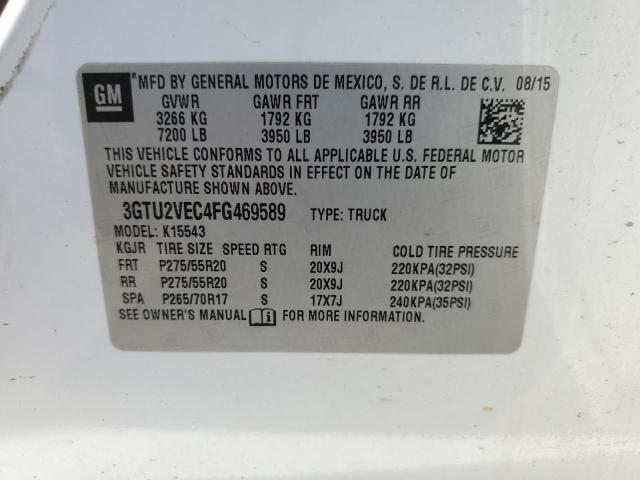 GM
MFD BY GENERAL MOTORS DE MEXICO, S. DE R.L. DE C.V. 08/15
GVWR GAWR FRT GAWR RR
3266 KG 1792 KG 1792 KG
7200 LB 3950 LB 3950 LB
THIS VEHICLE CONFORMS TO ALL APPLICABLE U.S. FEDERAL MOTOR
VEHICLE SAFETY STANDARDS IN EFFECT ON THE DATE OF
MANUFACTURE SHOWN ABOVE.
3GTU2VEC4FG469589 TYPE: TRUCK
MODEL: K15543
KGJR TIRE SIZE SPEED RTG RIM COLD TIRE PRESSURE
FRT P275/55R20 S 20X9J 220KPA(32PSI)
RR P275/55R20 S 20X9J 220KPA(32PSI)
SPA P265/70R17 S 17X7J 240KPA(35PSI)
SEE OWNER'S MANUAL i FOR MORE INFORMATION.